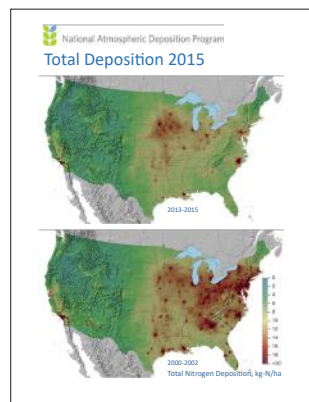 National Atmospheric Deposition Program
Total Deposition 2015
2013-2015
2000-2002
Total Nitrogen Deposition, kg-N/ha